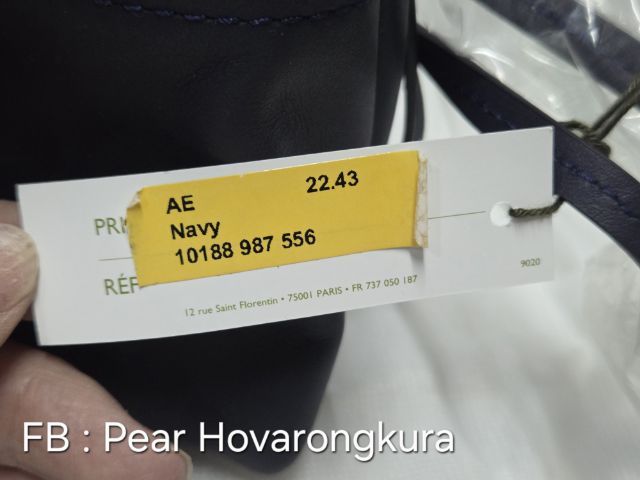 AE 22.43
Navy
10188 987 556
PRI
RÉF
12 rue Saint Florentin • 75001 PARIS • FR 737 050 187
9020
FB : Pear Hovarongkura